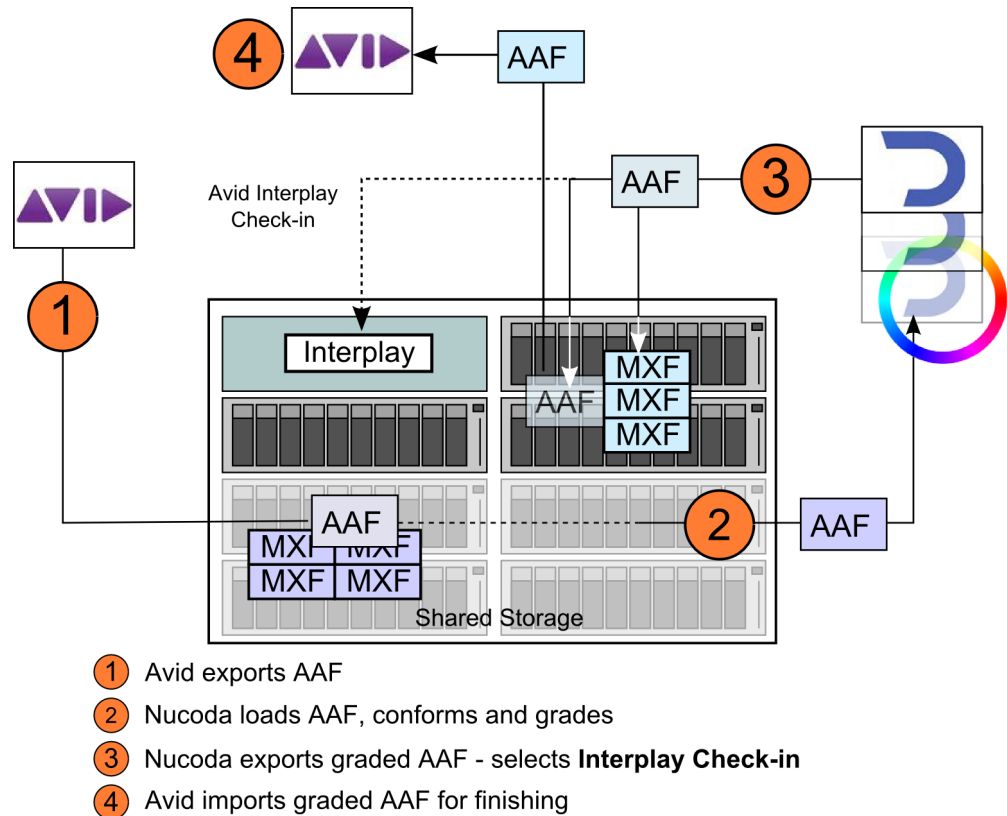 4
AVID
AAF
AVID
Avid Interplay
Check-in
AAF
3
1
Interplay
MXF
AAF
MXF
MXF
AAF
2
AAF
MXF MXF
MXF MXF
Shared Storage
1 Avid exports AAF
2 Nucoda loads AAF, conforms and grades
3 Nucoda exports graded AAF - selects Interplay Check-in
4 Avid imports graded AAF for finishing